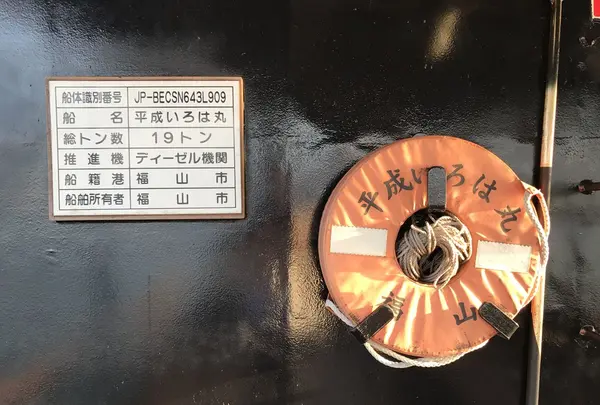 船体識別番号 JP-BECSN643L909
船名 平成いろは丸
総トン数 19トン
推進機 ディーゼル機関
船籍港 福山市
船舶所有者 福山市
平成いろは丸
福山